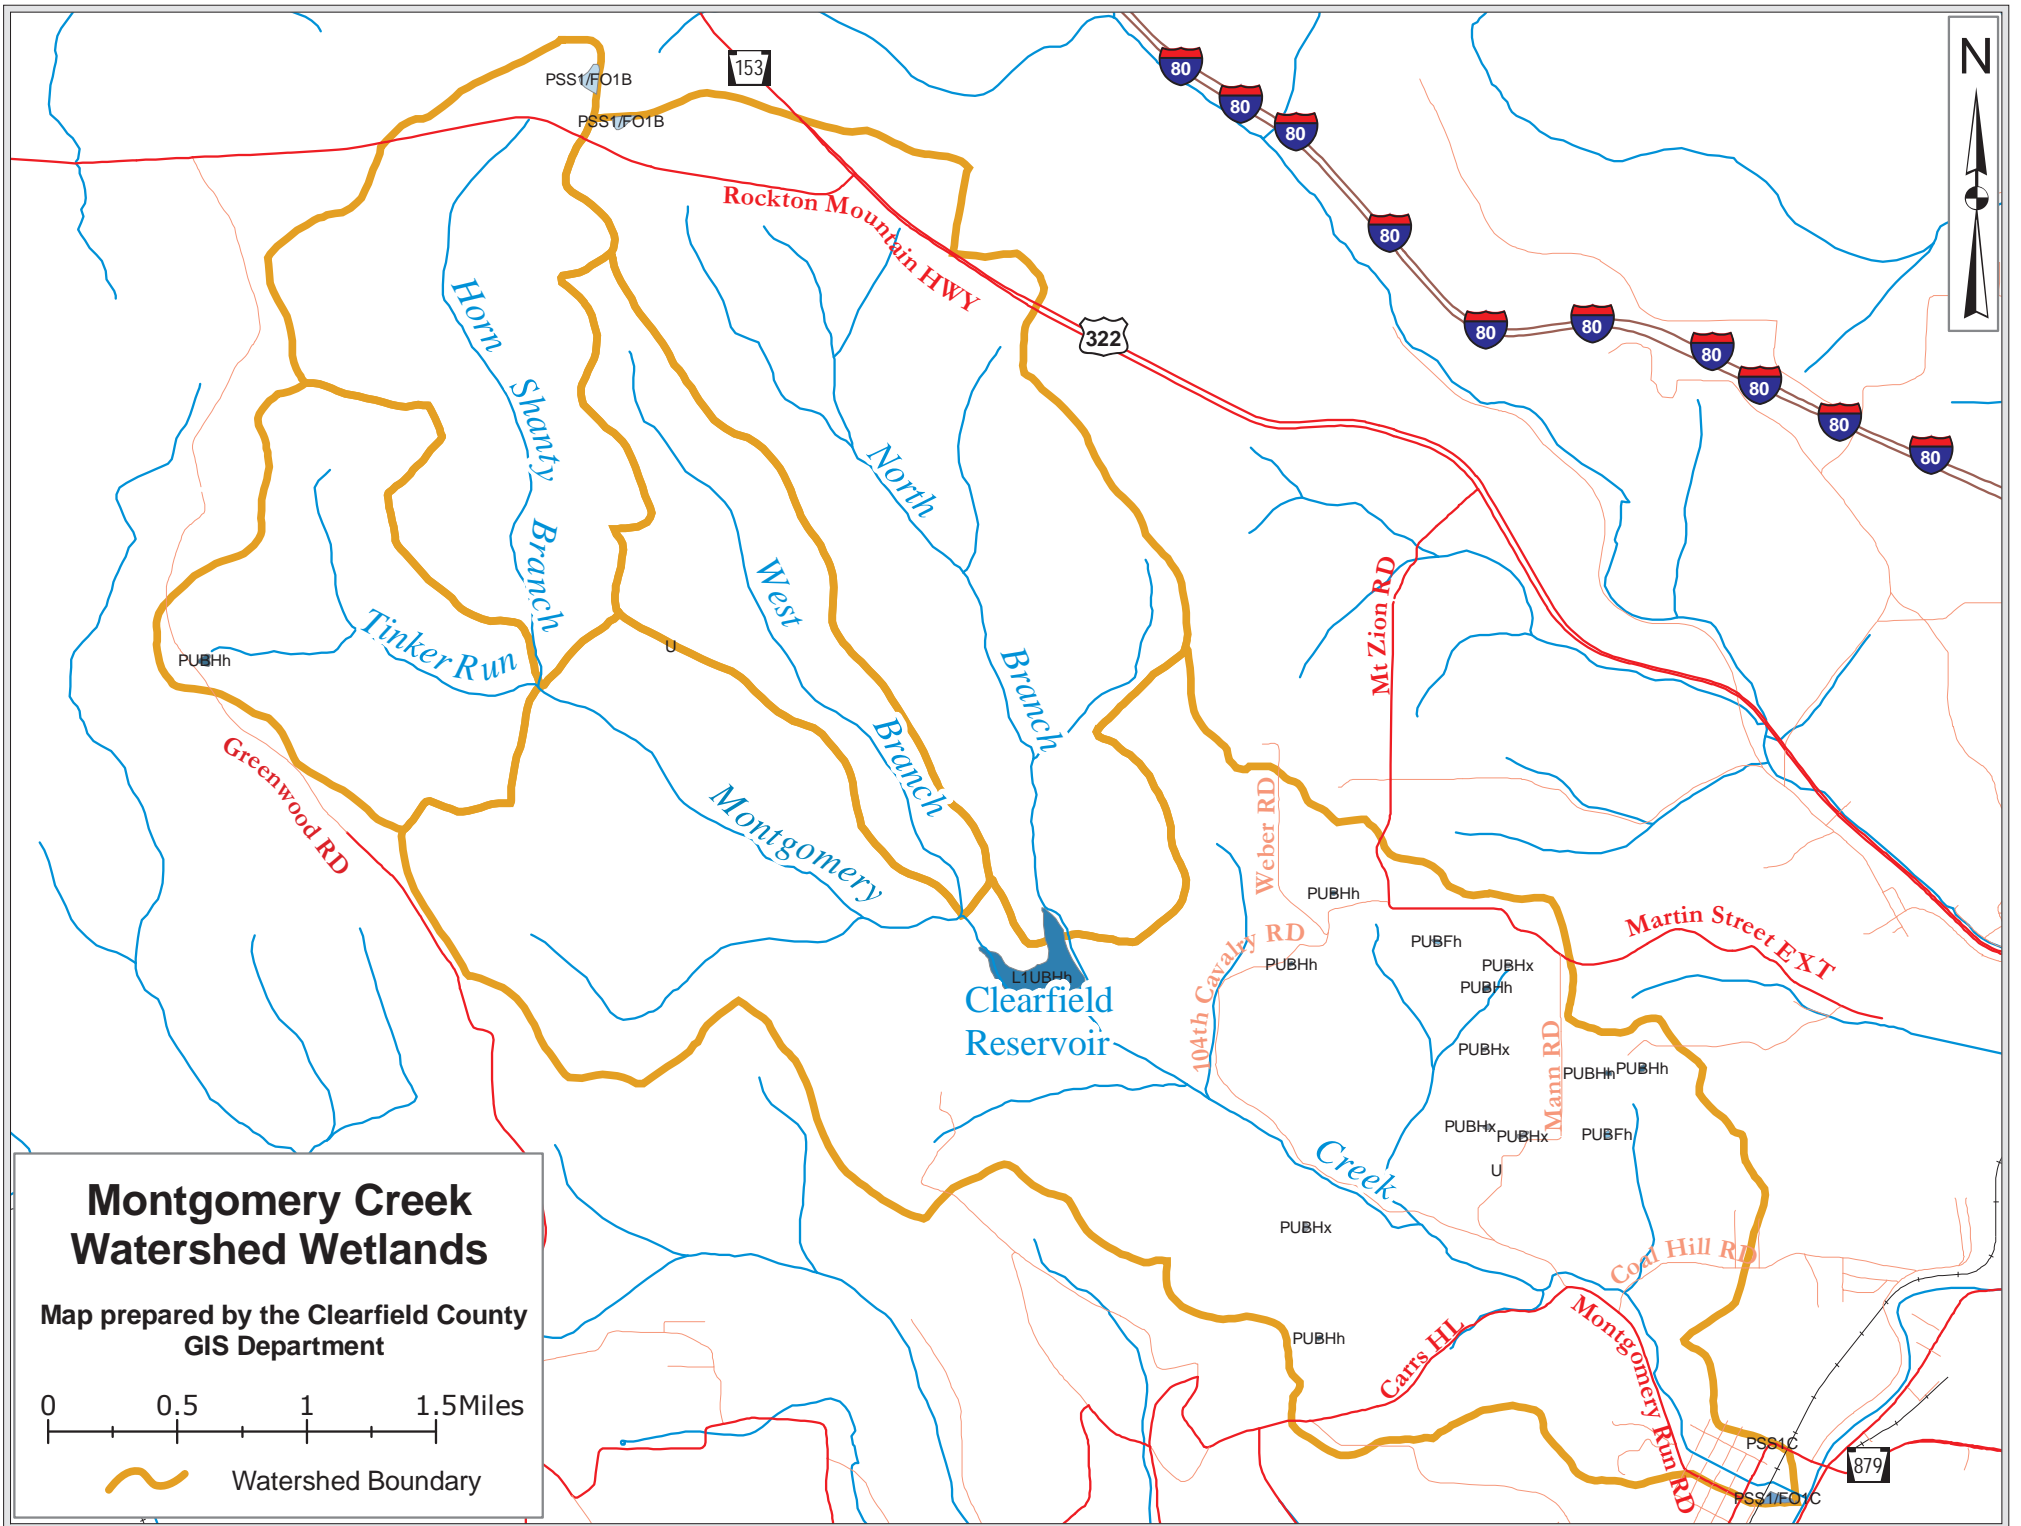 N
PSS1/FO1B
153
PSS1/FO1B
80
80
80
80
80
80
80
80
80
80
Rockton Mountain HWY
322
Horn Shanty Branch
North Branch
West Branch
Tinker Run
Mt Zion RD
U
PUBHh
Greenwood RD
Montgomery
Weber RD
PUBHh
Martin Street EXT
PUBFh
104th Cavalry RD
PUBHh
PUBHx
PUBHh
L1UBHh
Clearfield
Reservoir
PUBHx
Mann RD
PUBHh
PUBHh
PUBHx
PUBHx
PUBFh
U
Creek
PUBHx
Coal Hill RD
PUBHh
Carrs HL
Montgomery Run RD
PSS1C
879
PSS1/FO1C
Montgomery Creek
Watershed Wetlands
Map prepared by the Clearfield County
GIS Department
0 0.5 1 1.5 Miles
Watershed Boundary